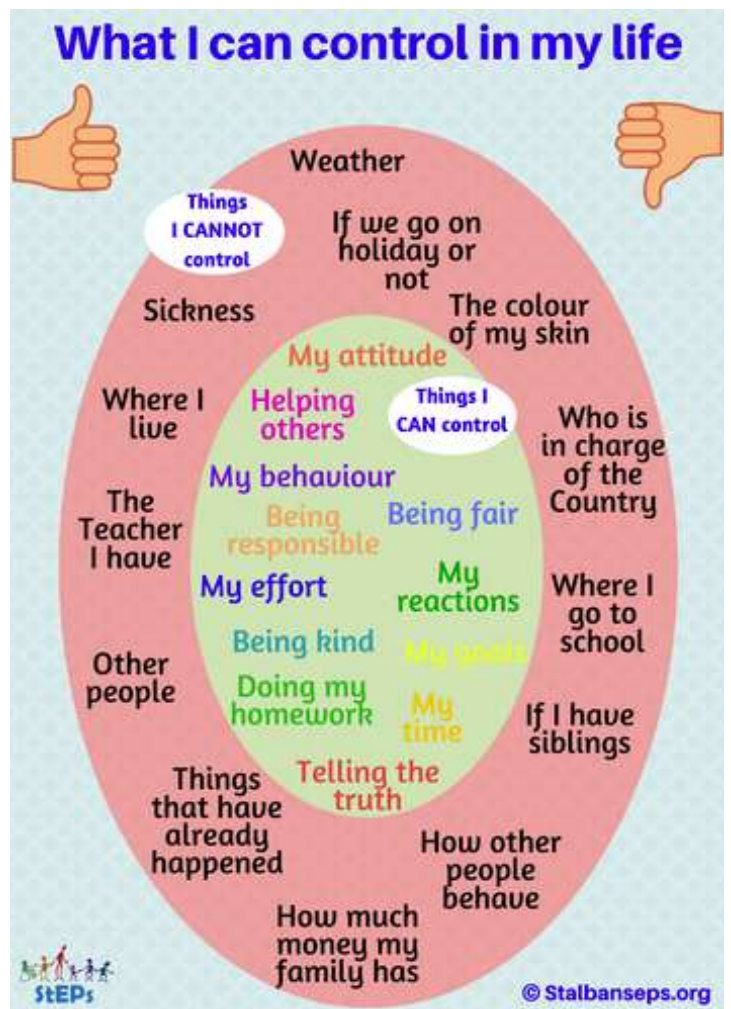 What I can control in my life
Weather
Things
I CANNOT
control
If we go on
holiday or
not
Sickness
The colour
of my skin
My attitude
Where I
live
Helping
others
Things I
CAN control
Who is
in charge
of the
Country
My behaviour
The
Teacher
I have
Being
responsible
Being fair
My effort
My
reactions
Where I
go to
school
Being kind
My goals
Other
people
Doing my
homework
My
time
If I have
siblings
Telling the
truth
Things
that have
already
happened
How other
people
behave
How much
money my
family has
StEPs
© Stalbanseps.org